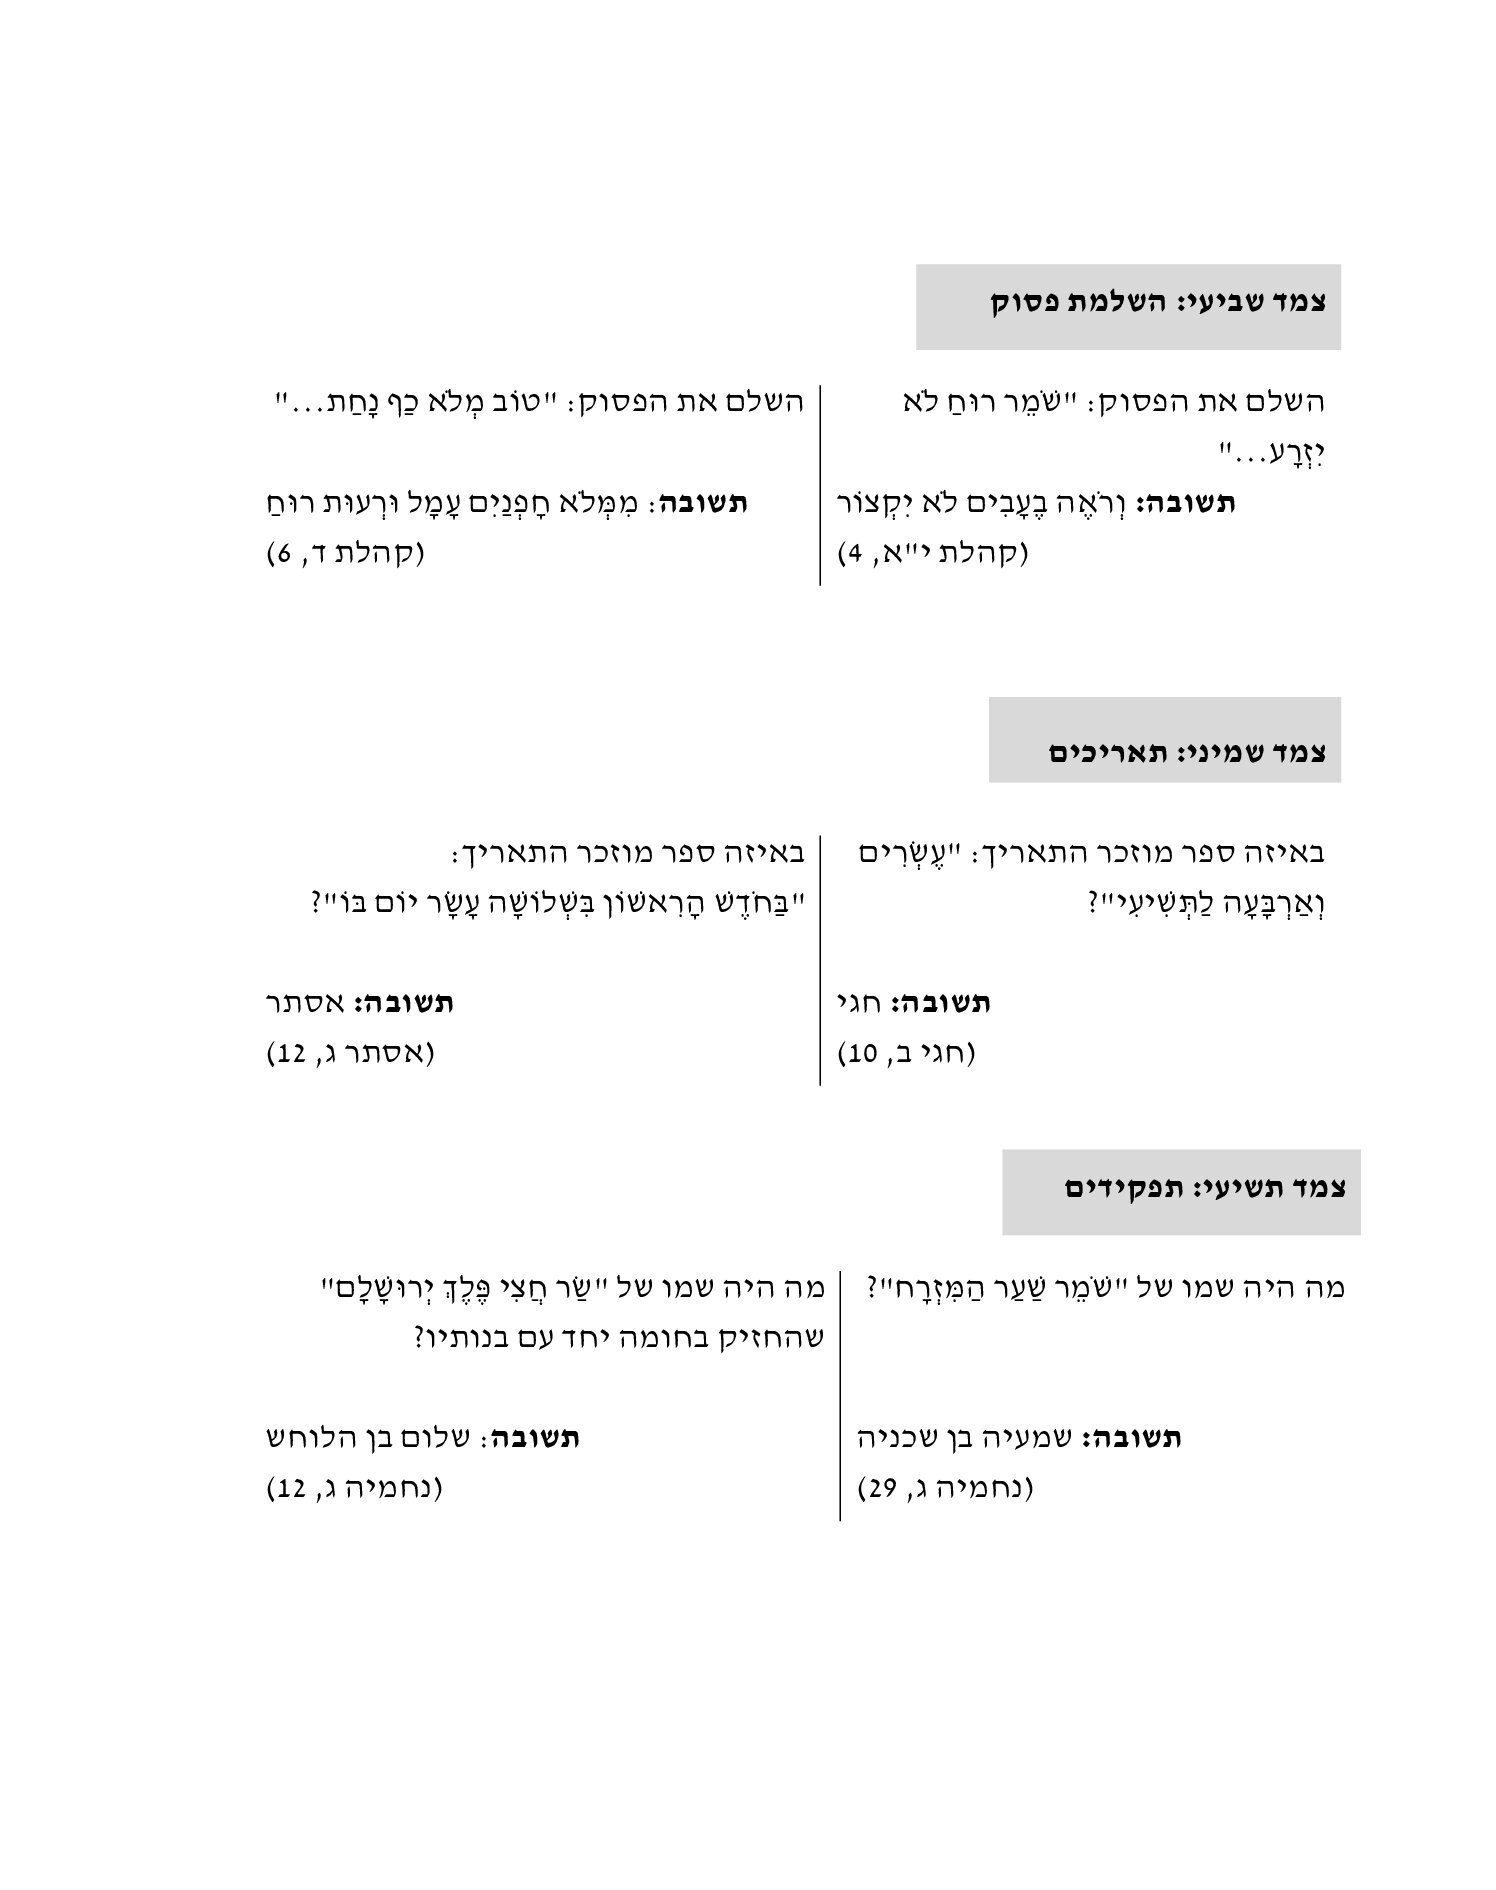 צמד שביעי: השלמת פסוק
השלם את הפסוק: "שֹׁמֵר רוּחַ לֹא
יִזְרָע..."
תשובה: וְרֹאֶה בֶעָבִים לֹא יִקְצוֹר
(קהלת י"א, 4)
השלם את הפסוק: "טוֹב מְלֹא כַף נָחַת..."
תשובה: מִמְּלֹא חָפְנַיִם עָמָל וּרְעוּת רוּחַ
(קהלת ד, 6)
צמד שמיני: תאריכים
באיזה ספר מוזכר התאריך: "עֶשְׂרִים
וְאַרְבָּעָה לַתְּשִׁיעִי"?
תשובה: חגי
(חגי ב, 10)
באיזה ספר מוזכר התאריך:
"בַּחֹדֶשׁ הָרִאשׁוֹן בִּשְׁלוֹשָׁה עָשָׂר יוֹם בּוֹ"?
תשובה: אסתר
(אסתר ג, 12)
צמד תשיעי: תפקידים
מה היה שמו של "שֹׁמֵר שַׁעַר הַמִּזְרָח"?
תשובה: שמעיה בן שכניה
(נחמיה ג, 29)
מה היה שמו של "שַׂר חֲצִי פֶּלֶךְ יְרוּשָׁלָם"
שהחזיק בחומה יחד עם בנותיו?
תשובה: שלום בן הלוחש
(נחמיה ג, 12)